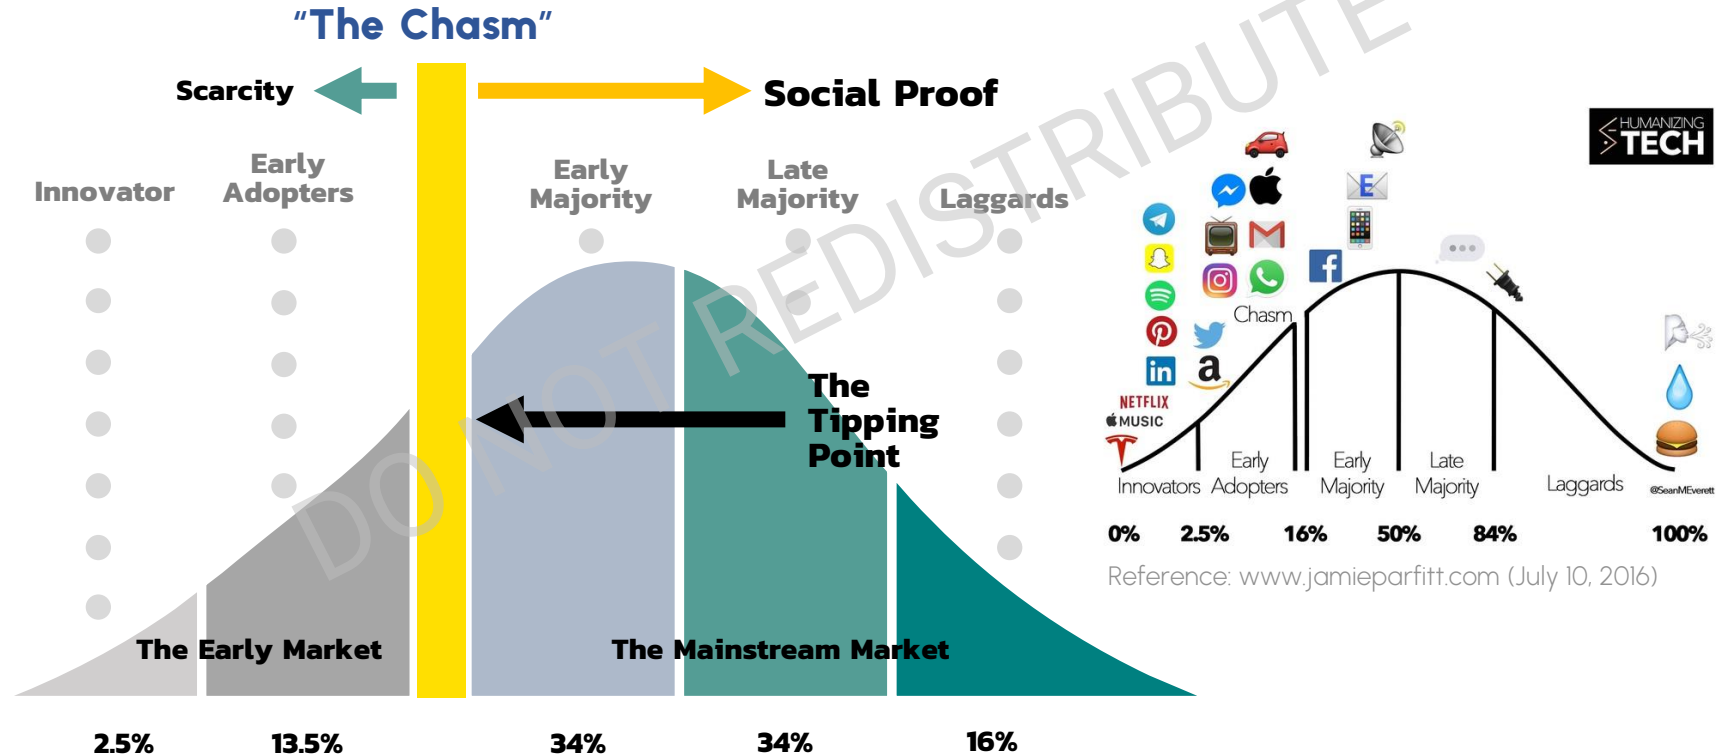 "The Chasm"
Scarcity
Social Proof
Innovator
Early
Adopters
Early
Majority
Late
Majority
Laggards
The
Tipping
Point
The Early Market
The Mainstream Market
2.5%
13.5%
34%
34%
16%
DO NOT REDISTRIBUTE
HUMANIZING
TECH
E
Chasm
in
a
NETFLIX
MUSIC
Innovators
Early
Adopters
Early
Majority
Late
Majority
Laggards
@SeanMEverett
0%
2.5%
16%
50%
84%
100%
Reference: www.jamieparfitt.com (July 10, 2016)